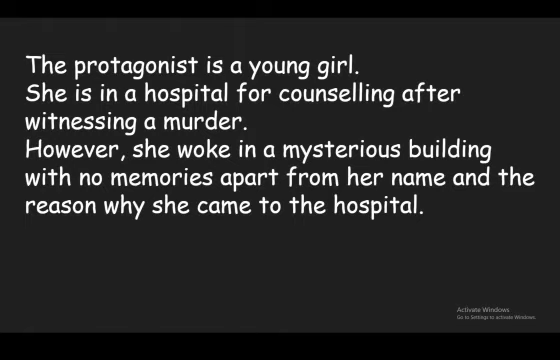 The protagonist is a young girl.
She is in a hospital for counselling after
witnessing a murder.
However, she woke in a mysterious building
with no memories apart from her name and the
reason why she came to the hospital.
Activate Windows
Go to Settings to activate Windows.